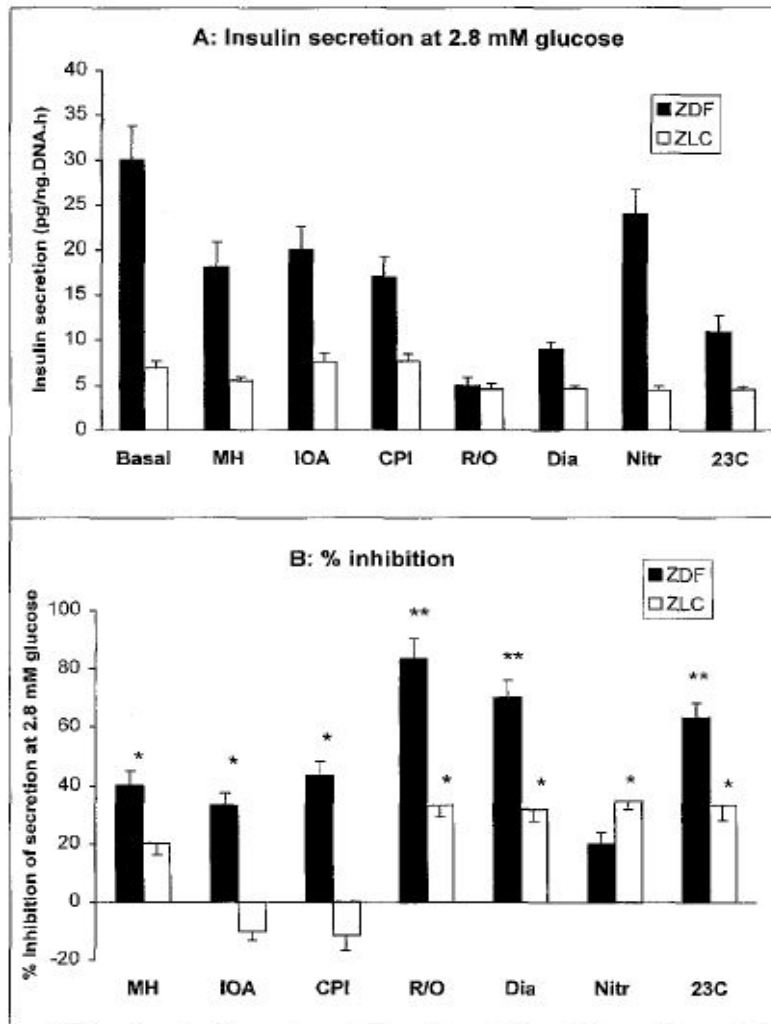 A: Insulin secretion at 2.8 mM glucose
Insulin secretion (pg/ng.DNA.h)
40
35
30
25
20
15
10
5
0
ZDF
ZLC
Basal MH IOA CPI R/O Dia Nitr 23C
B: % inhibition
% Inhibition of secretion at 2.8 mM glucose
100
80
60
40
20
0
-20
ZDF
ZLC
* * * ** * ** * * ** *
MH IOA CPI R/O Dia Nitr 23C